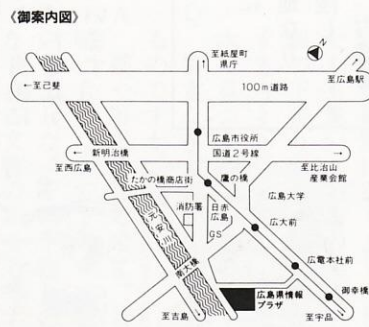 《御案内図》
至紙屋町
県庁
N
←至己斐
100m道路
至広島駅
広島市役所
新明治橋
国道2号線
至西広島
至比治山
産業会館
たかの橋商店街
鷹の橋
広島大学
消防署
日赤
広島
元安川
GS
広大前
南大橋
広電本社前
広島県情報
プラザ
御幸橋
至吉島
至宇品